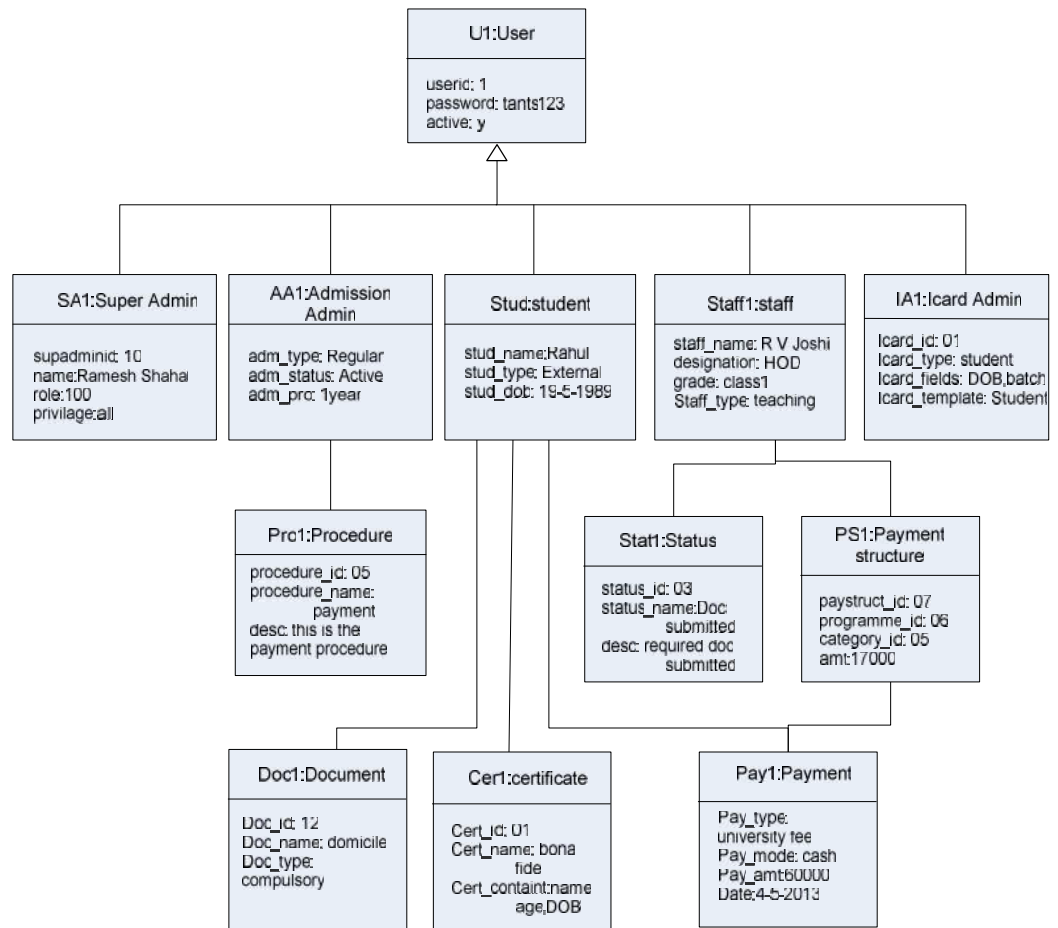 U1:User
userid: 1
password: tants123
active: y
SA1:Super Admin
supadminid: 10
name:Ramesh Shaha
role:100
privilage:all
AA1:Admission
Admin
adm_type: Regular
adm_status: Active
adm_pro: 1year
Stud:student
stud_name:Rahul
stud_type: External
stud_dob: 19-5-1989
Staff1:staff
staff_name: R V Joshi
designation: HOD
grade: class1
Staff_type: teaching
IA1:Icard Admin
Icard_id: 01
Icard_type: student
Icard_fields: DOB,batch
Icard_template: Student
Pro1:Procedure
procedure_id: 05
procedure_name:
payment
desc: this is the
payment procedure
Stat1:Status
status_id: 03
status_name:Doc
submitted
desc: required doc
submitted
PS1:Payment
structure
paystruct_id: 07
programme_id: 06
category_id: 05
amt:17000
Doc1:Document
Doc_id: 12
Doc_name: domicile
Doc_type:
compulsory
Cer1:certificate
Cert_id: 01
Cert_name: bona
fide
Cert_containt:name
age,DOB
Pay1:Payment
Pay_type:
university fee
Pay_mode: cash
Pay_amt:60000
Date:4-5-2013